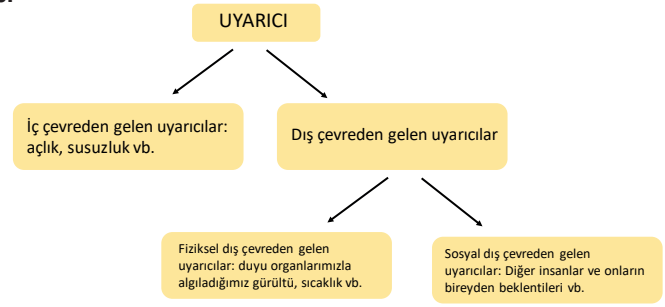 UYARICI
İç çevreden gelen uyarıcılar:
açlık, susuzluk vb.
Dış çevreden gelen uyarıcılar
Fiziksel dış çevreden gelen
uyarıcılar: duyu organlarımızla
algıladığımız gürültü, sıcaklık vb.
Sosyal dış çevreden gelen
uyarıcılar: Diğer insanlar ve onların
bireyden beklentileri vb.